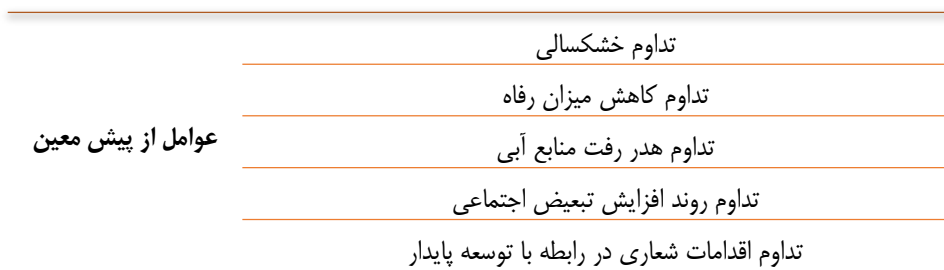 تداوم خشکسالی
تداوم کاهش میزان رفاه
عوامل از پیش معین
تداوم هدر رفت منابع آبی
تداوم روند افزایش تبعیض اجتماعی
تداوم اقدامات شعاری در رابطه با توسعه پایدار